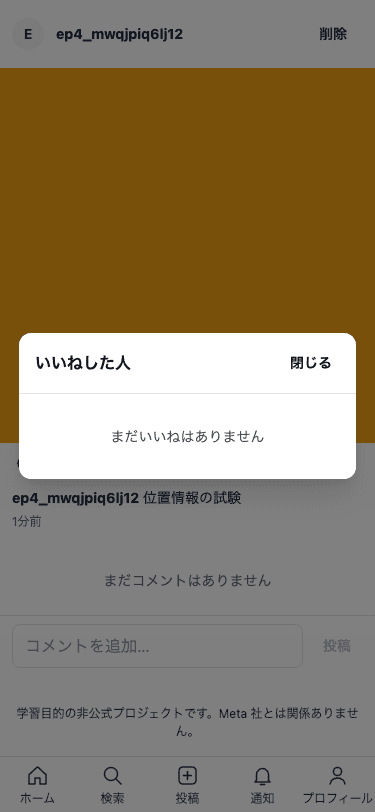 E
ep4_mwqjpiq6lj12
削除
いいねした人
閉じる
まだいいねはありません
ep4_mwqjpiq6lj12 位置情報の試験
1分前
まだコメントはありません
コメントを追加...
投稿
学習目的の非公式プロジェクトです。Meta 社とは関係ありませ
ん。
ホーム
検索
投稿
通知
プロフィール